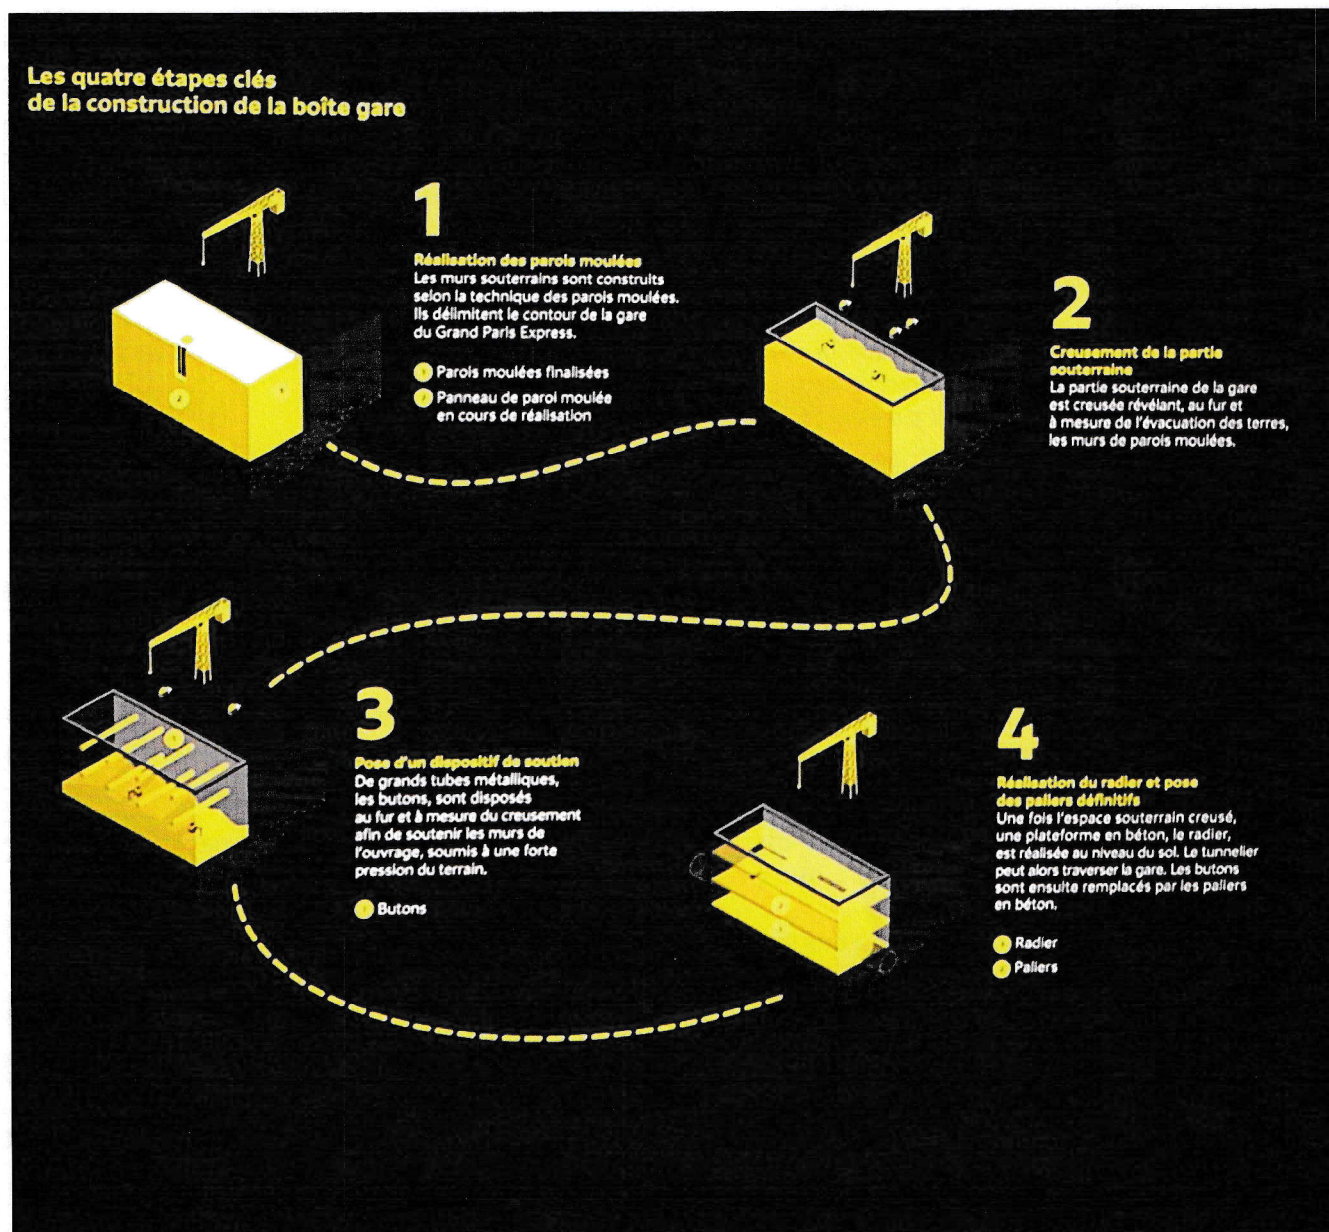 Les quatre étapes clés
de la construction de la boîte gare
1
Réalisation des parois moulées
Les murs souterrains sont construits
selon la technique des parois moulées.
Ils délimitent le contour de la gare
du Grand Paris Express.
Parois moulées finalisées
Panneau de paroi moulée
en cours de réalisation
2
Creusement de la partie
souterraine
La partie souterraine de la gare
est creusée révélant, au fur et
à mesure de l'évacuation des terres,
les murs de parois moulées.
3
Pose d'un dispositif de soutien
De grands tubes métalliques,
les butons, sont disposés
au fur et à mesure du creusement
afin de soutenir les murs de
l'ouvrage, soumis à une forte
pression du terrain.
Butons
4
Réalisation du radier et pose
des paliers définitifs
Une fois l'espace souterrain creusé,
une plateforme en béton, le radier,
est réalisée au niveau du sol. Le tunnelier
peut alors traverser la gare. Les butons
sont ensuite remplacés par les paliers
en béton.
Radier
Paliers